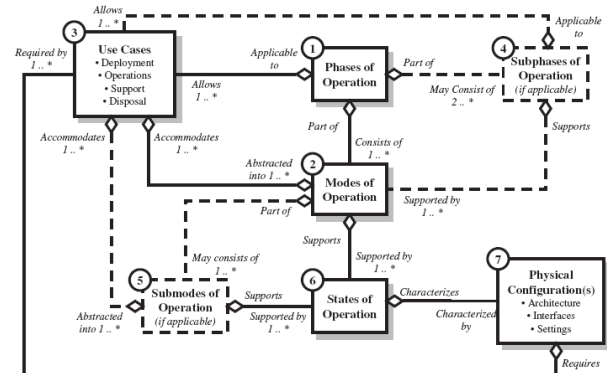 Allows
1 .. *
3
Use Cases
• Deployment
• Operations
• Support
• Disposal
Required by
1 .. *
Applicable
to
Allows
1 .. *
1
Phases of
Operation
Part of
May Consist of
2 .. *
Applicable
to
4
Subphases of
Operation
(if applicable)
Supports
Accommodates
1 .. *
Accommodates
1 .. *
Part of
Consists of
1 .. *
Abstracted
into 1 .. *
2
Modes of
Operation
Part of
Supported by
1 .. *
Supports
Supported by
1 .. *
May consists of
1 .. *
5
Submodes of
Operation
(if applicable)
Abstracted
into 1 .. *
Supports
Supported by
1 .. *
6
States of
Operation
Characterizes
Characterized
by
7
Physical
Configuration(s)
• Architecture
• Interfaces
• Settings
Requires